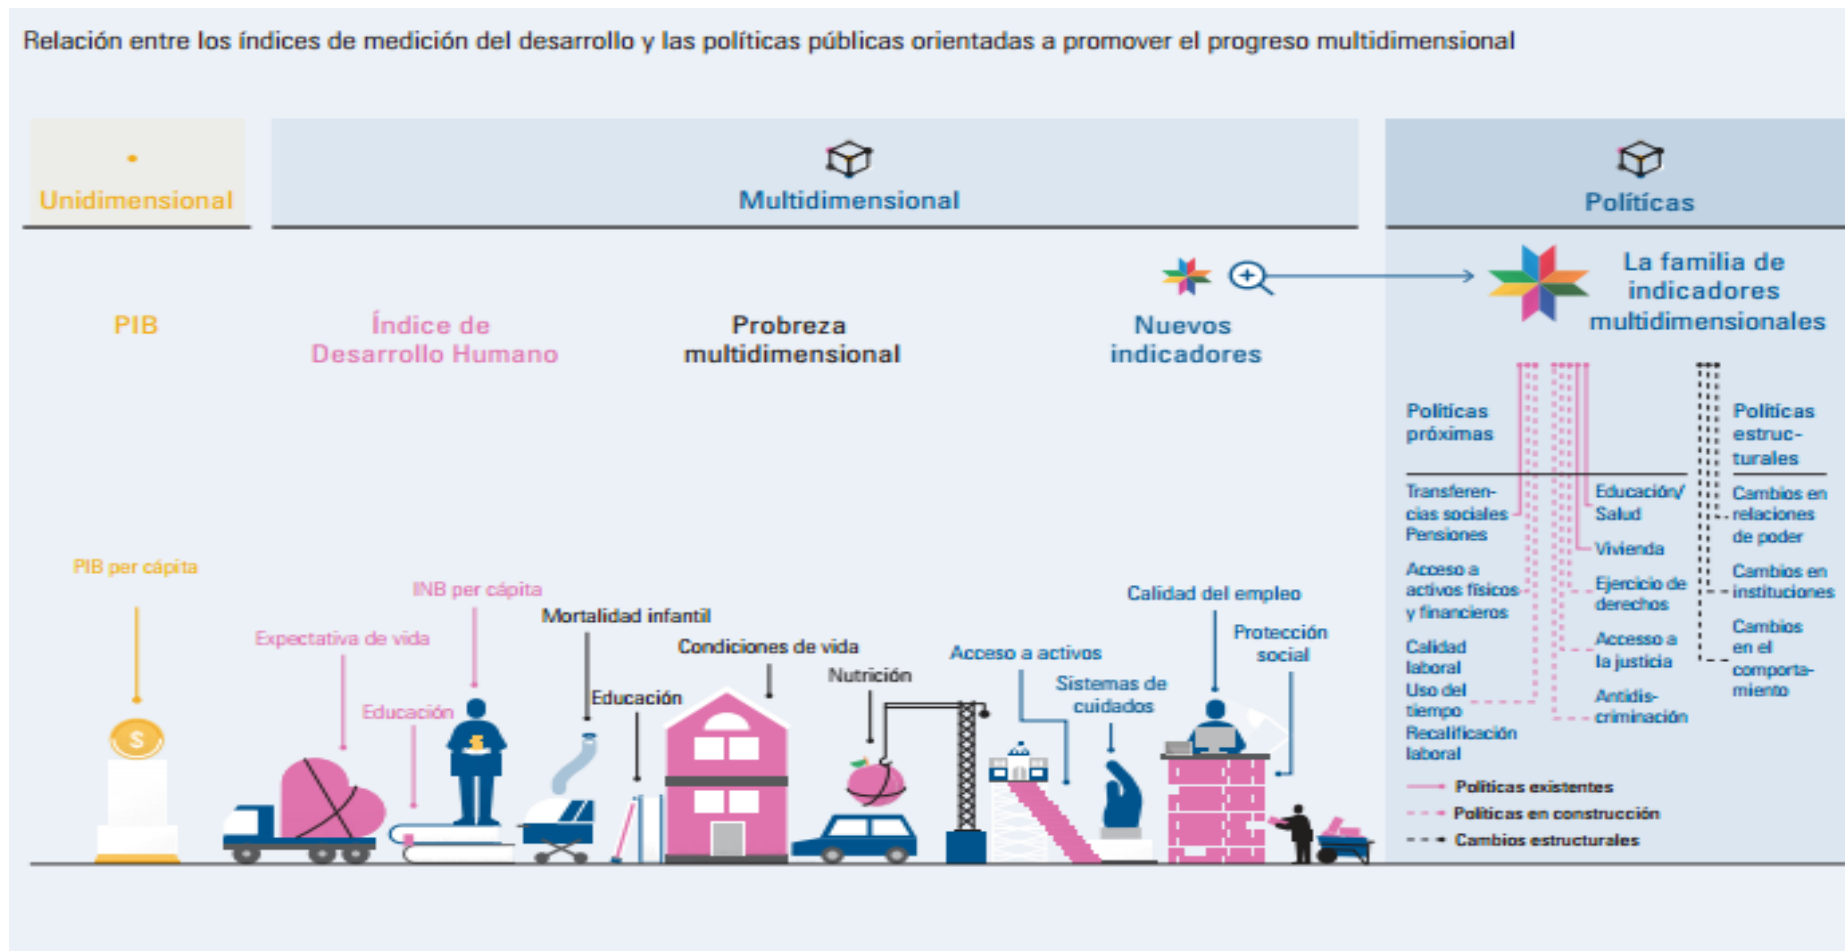 Relación entre los índices de medición del desarrollo y las políticas públicas orientadas a promover el progreso multidimensional
Unidimensional
Multidimensional
Políticas
PIB
Índice de
Desarrollo Humano
Probreza
multidimensional
Nuevos
indicadores
La familia de
indicadores
multidimensionales
PIB per cápita
Expectativa de vida
Educación
INB per cápita
Mortalidad infantil
Educación
Condiciones de vida
Nutrición
Acceso a activos
Sistemas de
cuidados
Calidad del empleo
Protección
social
$
Políticas
próximas
Transferen-
cias sociales
Pensiones
Acceso a
activos físicos
y financieros
Calidad
laboral
Uso del
tiempo
Recalificación
laboral
Educación/
Salud
Vivienda
Ejercicio de
derechos
Accesso a
la justicia
Antidis-
criminación
Políticas
estruc-
turales
Cambios en
relaciones
de poder
Cambios en
instituciones
Cambios
en el
comporta-
miento
Políticas existentes
Políticas en construcción
Cambios estructurales